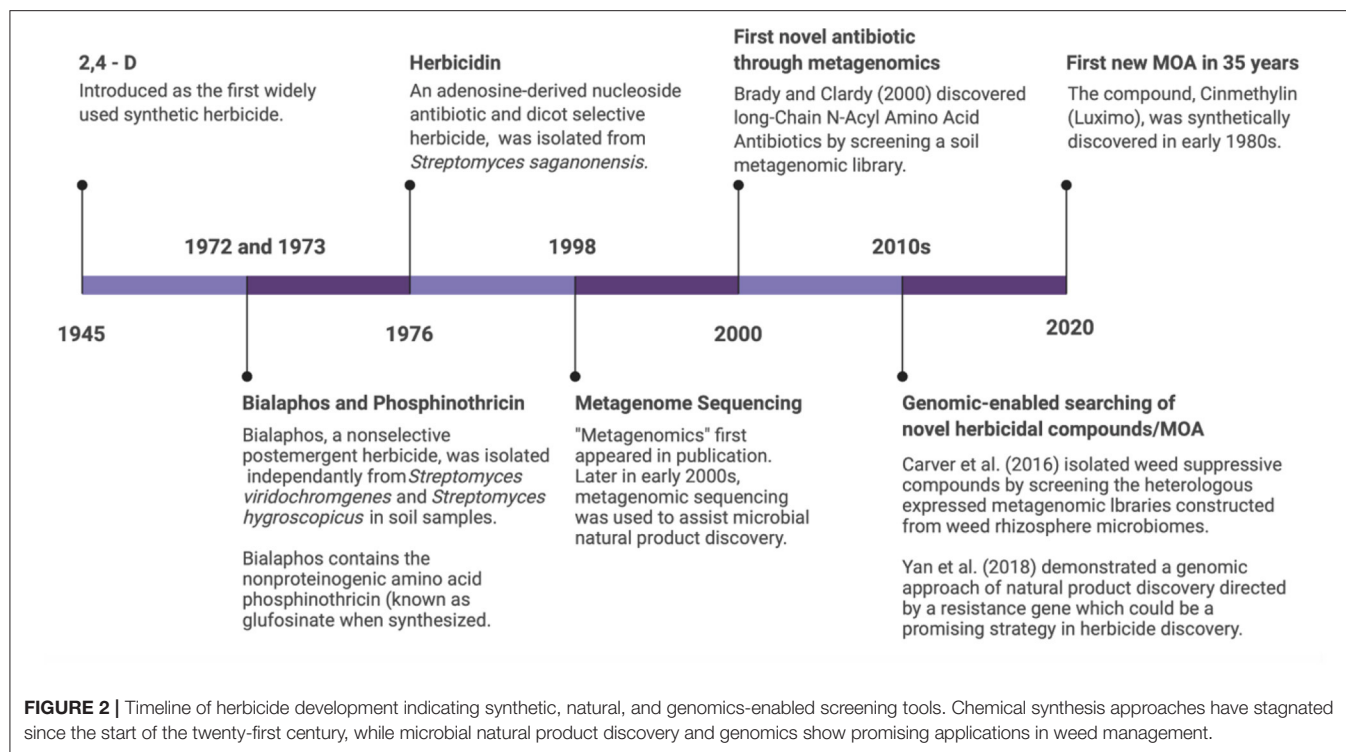 2,4 - D
Introduced as the first widely
used synthetic herbicide.
Herbicidin
An adenosine-derived nucleoside
antibiotic and dicot selective
herbicide, was isolated from
Streptomyces saganonensis.
First novel antibiotic
through metagenomics
Brady and Clardy (2000) discovered
long-Chain N-Acyl Amino Acid
Antibiotics by screening a soil
metagenomic library.
First new MOA in 35 years
The compound, Cinmethylin
(Luximo), was synthetically
discovered in early 1980s.
1972 and 1973
1998
2010s
1945
1976
2000
2020
Bialaphos and Phosphinothricin
Bialaphos, a nonselective
postemergent herbicide, was isolated
independantly from Streptomyces
viridochromgenes and Streptomyces
hygroscopicus in soil samples.
Bialaphos contains the
nonproteinogenic amino acid
phosphinothricin (known as
glufosinate when synthesized.
Metagenome Sequencing
"Metagenomics" first
appeared in publication.
Later in early 2000s,
metagenomic sequencing
was used to assist microbial
natural product discovery.
Genomic-enabled searching of
novel herbicidal compounds/MOA
Carver et al. (2016) isolated weed suppressive
compounds by screening the heterologous
expressed metagenomic lbraries constructed
from weed rhizosphere microbiomes.
Yan et al. (2018) demonstrated a genomic
approach of natural product discovery directed
by a resistance gene which could be a
promising strategy in herbicide discovery.
FIGURE 2 | Timeline of herbicide development indicating synthetic, natural, and genomics-enabled screening tools. Chemical synthesis approaches have stagnated
since the start of the twenty-first century, while microbial natural product discovery and genomics show promising applications in weed management.